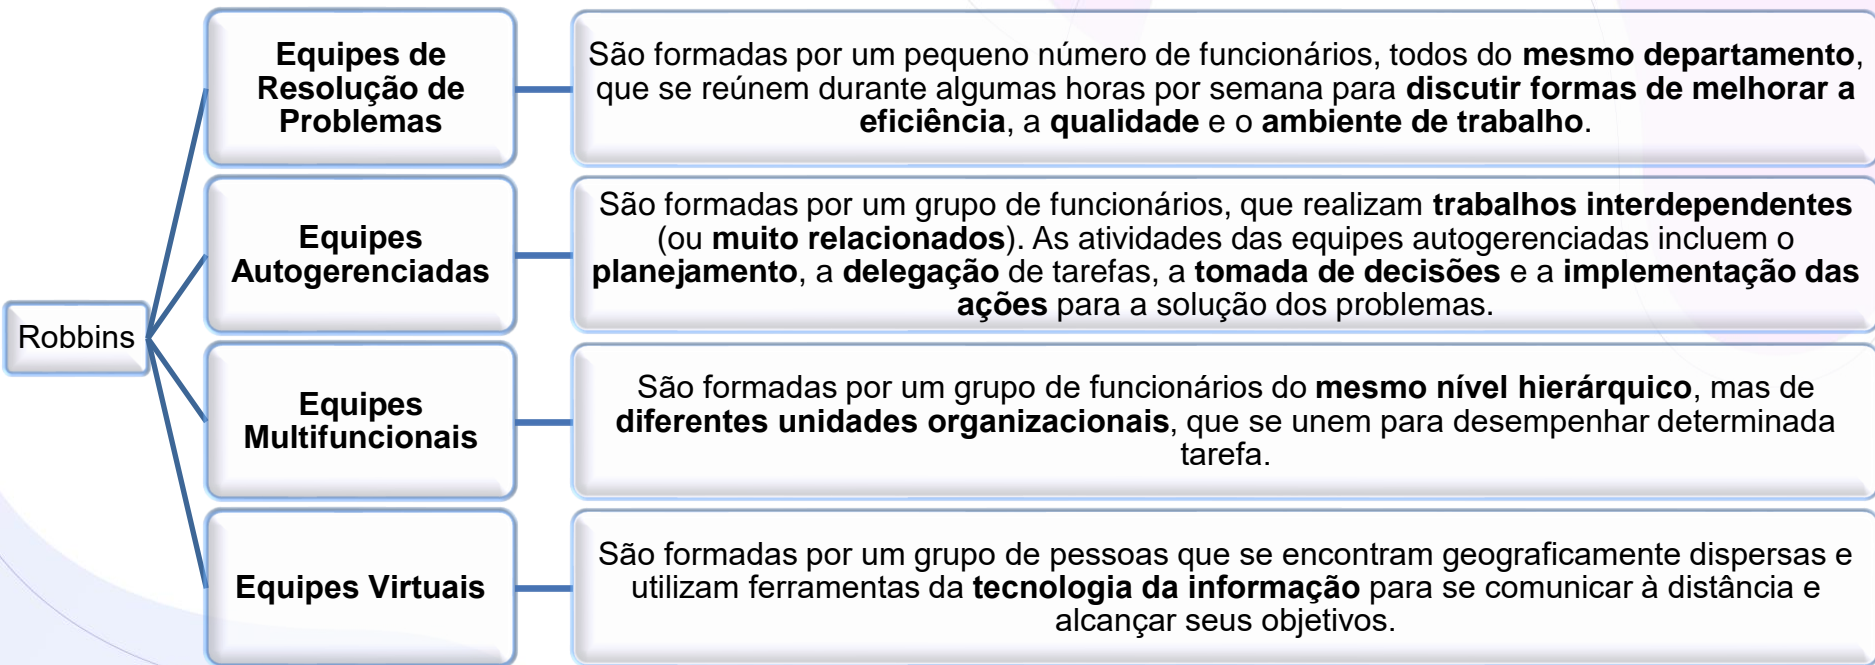 Robbins
Equipes de
Resolução de
Problemas
São formadas por um pequeno número de funcionários, todos do mesmo departamento,
que se reúnem durante algumas horas por semana para discutir formas de melhorar a
eficiência, a qualidade e o ambiente de trabalho.
Equipes
Autogerenciadas
São formadas por um grupo de funcionários, que realizam trabalhos interdependentes
(ou muito relacionados). As atividades das equipes autogerenciadas incluem o
planejamento, a delegação de tarefas, a tomada de decisões e a implementação das
ações para a solução dos problemas.
Equipes
Multifuncionais
São formadas por um grupo de funcionários do mesmo nível hierárquico, mas de
diferentes unidades organizacionais, que se unem para desempenhar determinada
tarefa.
Equipes Virtuais
São formadas por um grupo de pessoas que se encontram geograficamente dispersas e
utilizam ferramentas da tecnologia da informação para se comunicar à distância e
alcançar seus objetivos.